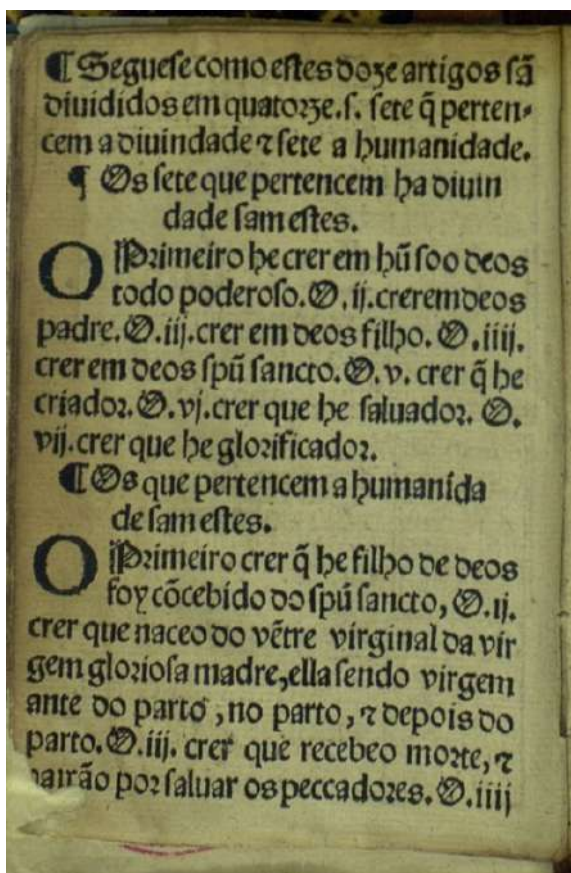 ¶ Seguese como estes doze artigos sã
diuididos em quatorze.s. sete q̃ perten-
cem a diuindade ⁊ sete a humanidade.
¶ Os sete que pertencem ha diuin
dade sam estes.
O Primeiro he crer em hũ soo deos
todo poderoso. O. ij. crer em deos
padre. O. iij. crer em deos filho. O. iiij.
crer em deos spũ sancto. O. v. crer q̃ he
criador. O. vj. crer que he saluador. O.
vij. crer que he glorificador.
¶ Os que pertencem a humanida
de sam estes.
O Primeiro crer q̃ he filho de deos
foy cõcebido do spũ sancto, O. ij.
crer que naceo do vẽtre virginal da vir
gem gloriosa madre, ella sendo virgem
ante do parto, no parto, ⁊ depois do
parto. O. iij. crer que recebeo morte, ⁊
paixão por saluar os peccadores. O. iiij